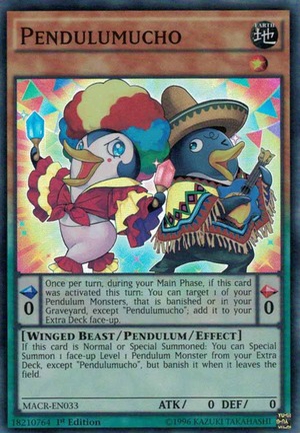 PENDULUMUCHO
EARTH
地
Once per turn, during your Main Phase, if this card
was activated this turn: You can target 1 of your
Pendulum Monsters, that is banished or in your
Graveyard, except "Pendulumucho"; add it to your
Extra Deck face-up.
0
0
[WINGED BEAST/PENDULUM/EFFECT]
If this card is Normal or Special Summoned: You can Special
Summon 1 face-up Level 1 Pendulum Monster from your Extra
Deck, except "Pendulumucho", but banish it when it leaves the
field.
MACR-EN033
ATK/ 0 DEF/ 0
18210764 1st Edition
©1996 KAZUKI TAKAHASHI